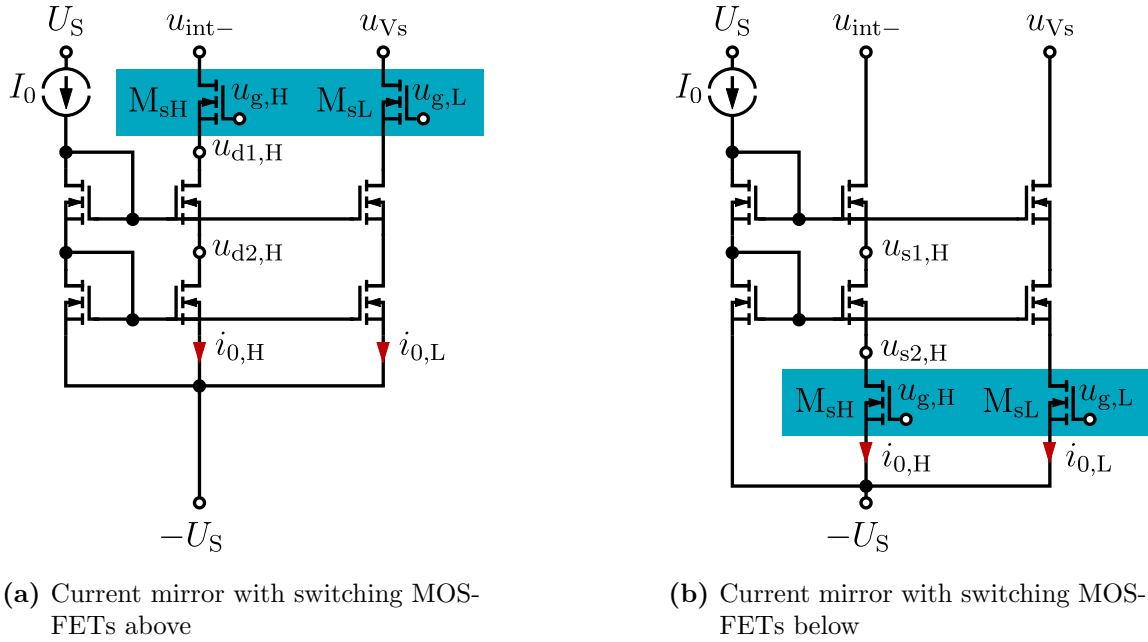 U_S u_int− u_Vs
I_0 M_sH u_g,H M_sL u_g,L
u_d1,H
u_d2,H
i_0,H i_0,L
−U_S
(a) Current mirror with switching MOS-
FETs above
U_S u_int− u_Vs
I_0
u_s1,H
u_s2,H
M_sH u_g,H M_sL u_g,L
i_0,H i_0,L
−U_S
(b) Current mirror with switching MOS-
FETs below